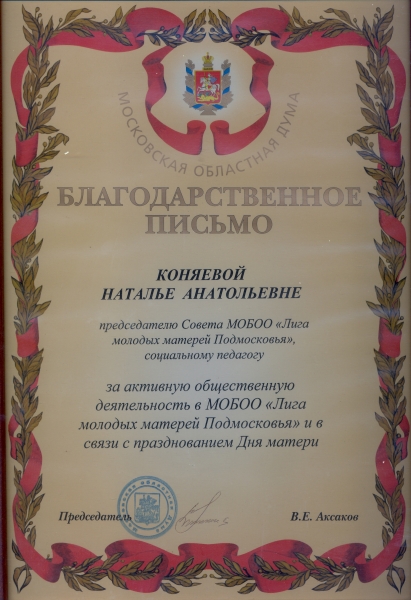 МОСКОВСКАЯ ОБЛАСТНАЯ ДУМА
БЛАГОДАРСТВЕННОЕ
ПИСЬМО
КОНЯЕВОЙ
НАТАЛЬЕ АНАТОЛЬЕВНЕ
председателю Совета МОБОО «Лига
молодых матерей Подмосковья»,
социальному педагогу
за активную общественную
деятельность в МОБОО «Лига
молодых матерей Подмосковья» и в
связи с празднованием Дня матери
Председатель
В.Е. Аксаков